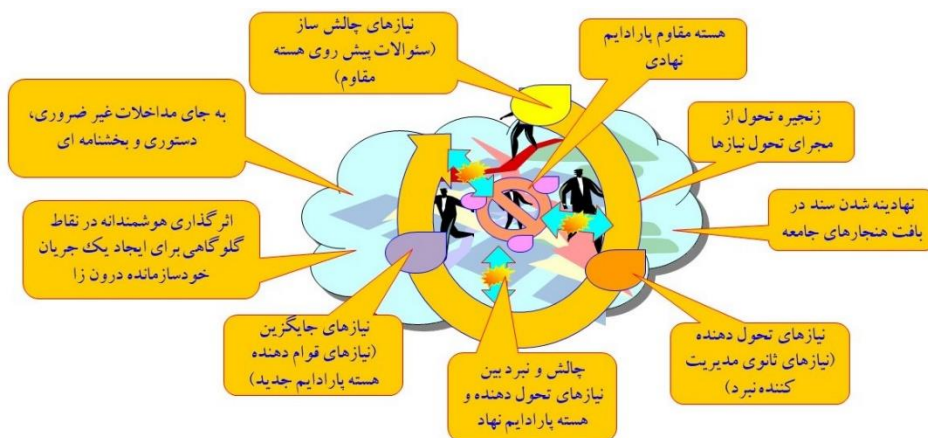 هسته مقاوم پارادایم
نهادی
نیازهای چالش ساز
(سئوالات پیش روی هسته
مقاوم)
زنجیره تحول از
مجرای تحول نیازها
به جای مداخلات غیر ضروری،
دستوری و بخشنامه ای
نهادینه شدن سند در
بافت هنجارهای جامعه
اثرگذاری هوشمندانه در نقاط
گلوگاهی برای ایجاد یک جریان
خودسازمانده درون زا
نیازهای تحول دهنده
(نیازهای ثانوی مدیریت
کننده نبرد)
چالش و نبرد بین
نیازهای تحول دهنده و
هسته پارادایم نهاد
نیازهای جایگزین
(نیازهای قوام دهنده
هسته پارادایم جدید)